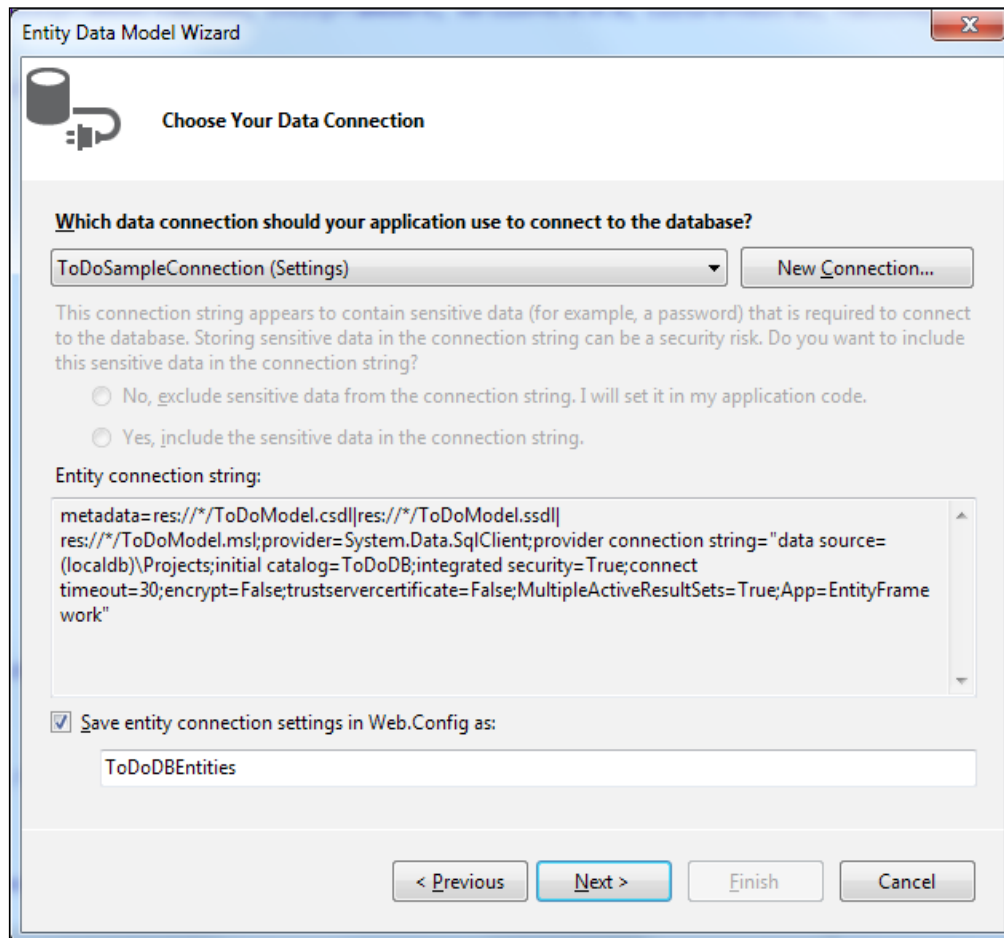 Entity Data Model Wizard
X
Choose Your Data Connection
Which data connection should your application use to connect to the database?
ToDoSampleConnection (Settings)
New Connection...
This connection string appears to contain sensitive data (for example, a password) that is required to connect
to the database. Storing sensitive data in the connection string can be a security risk. Do you want to include
this sensitive data in the connection string?
No, exclude sensitive data from the connection string. I will set it in my application code.
Yes, include the sensitive data in the connection string.
Entity connection string:
metadata=res://*/ToDoModel.csdl|res://*/ToDoModel.ssdl|
res://*/ToDoModel.msl;provider=System.Data.SqlClient;provider connection string="data source=
(localdb)\Projects;initial catalog=ToDoDB;integrated security=True;connect
timeout=30;encrypt=False;trustservercertificate=False;MultipleActiveResultSets=True;App=EntityFrame
work"
Save entity connection settings in Web.Config as:
ToDoDBEntities
< Previous
Next >
Finish
Cancel